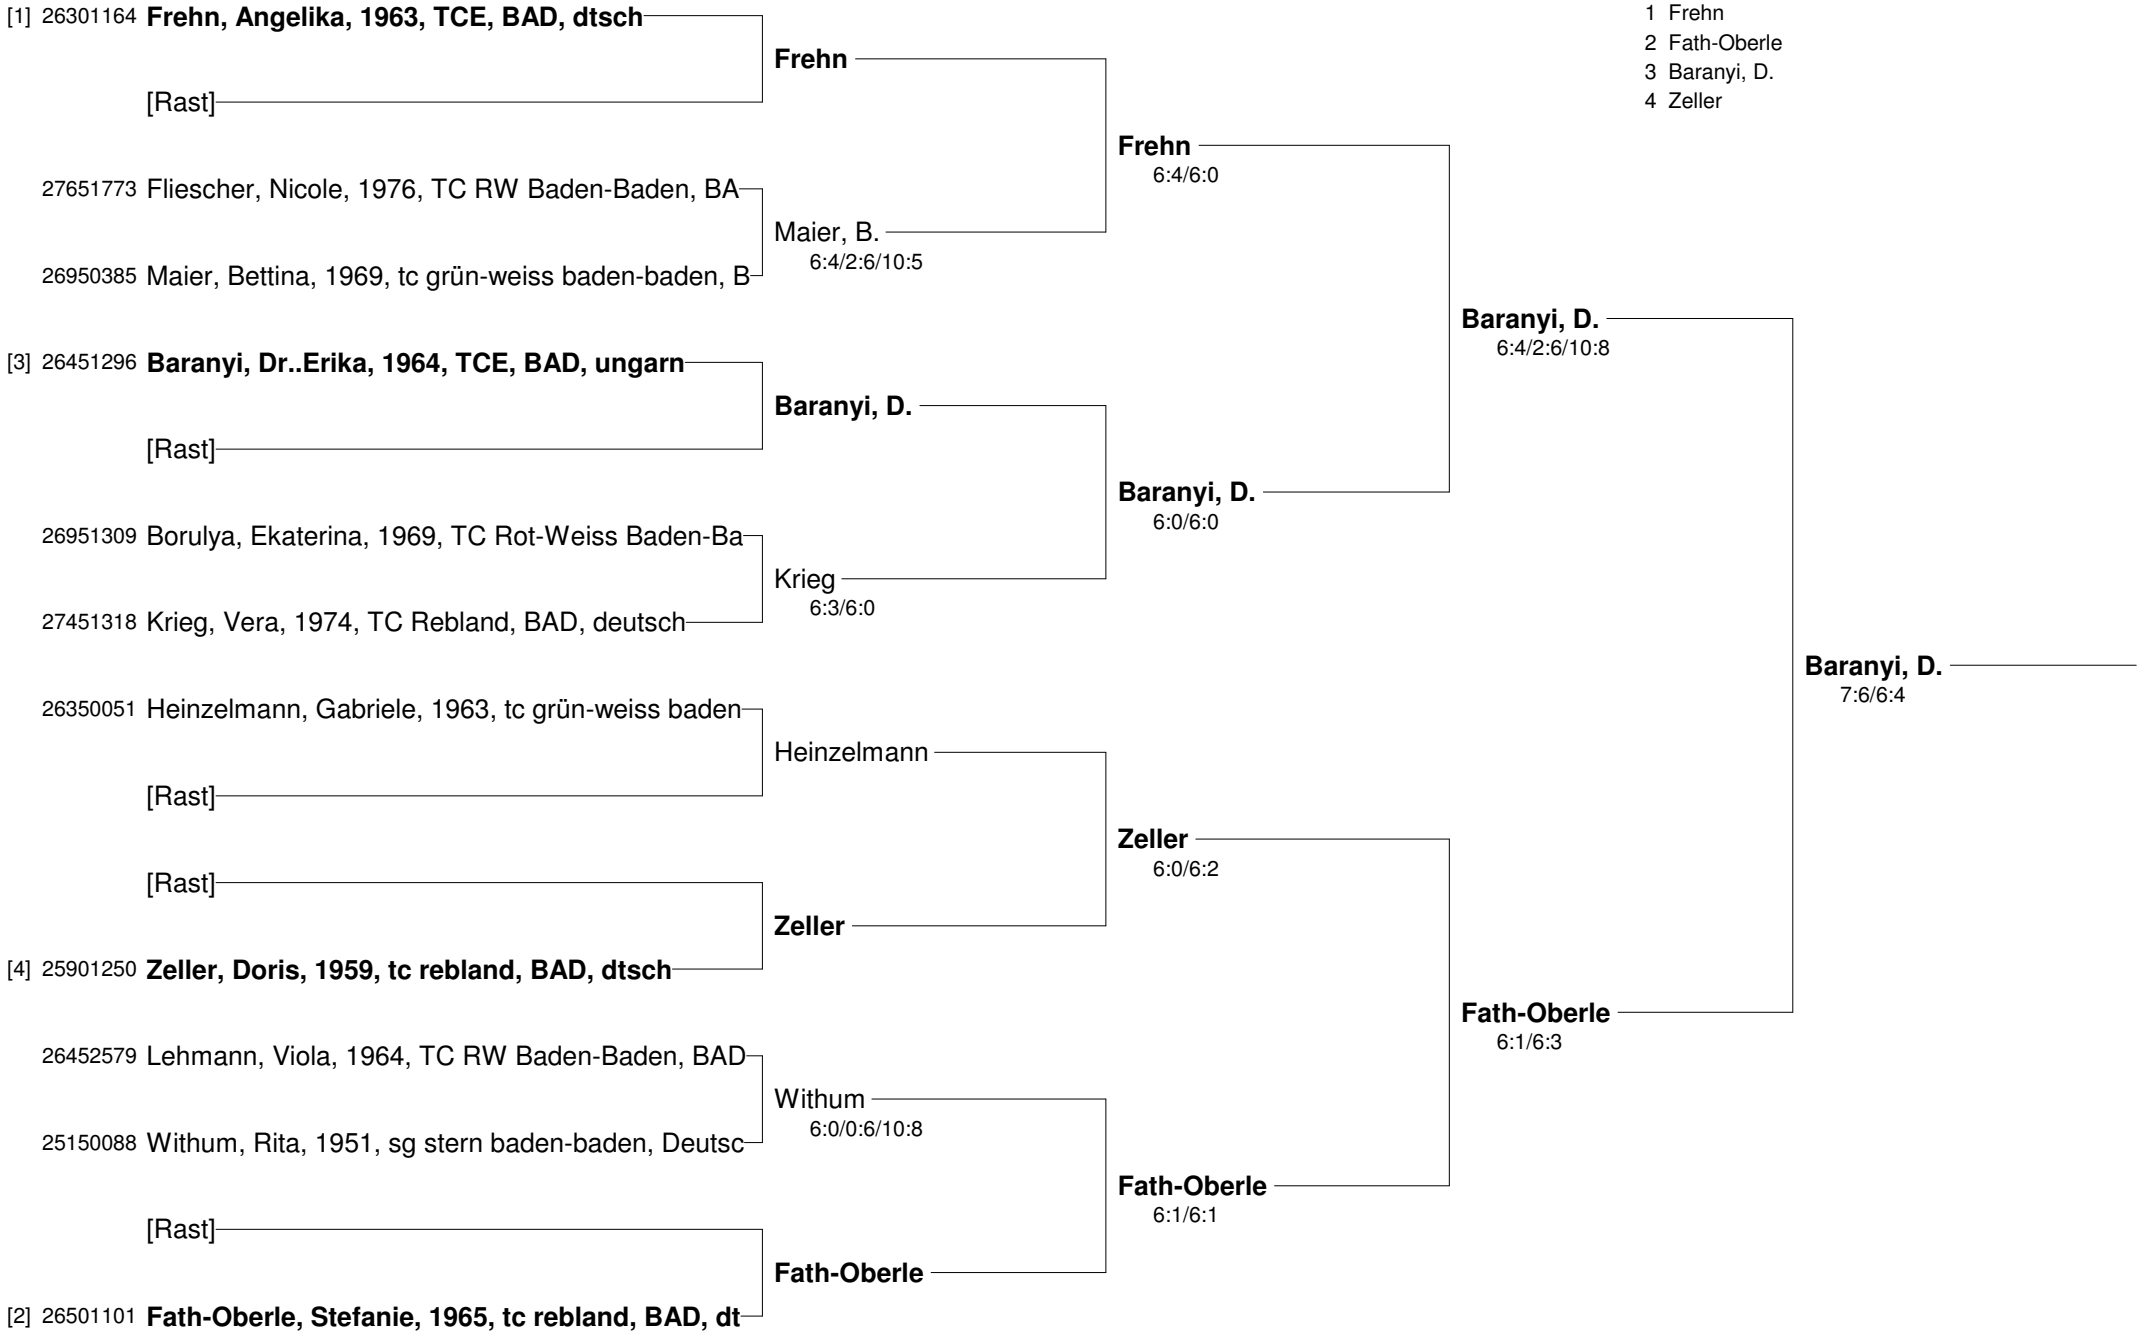 [1] 26301164 Frehn, Angelika, 1963, TCE, BAD, dtsch
[Rast]
27651773 Fliescher, Nicole, 1976, TC RW Baden-Baden, BA
26950385 Maier, Bettina, 1969, tc grün-weiss baden-baden, B
[3] 26451296 Baranyi, Dr..Erika, 1964, TCE, BAD, ungarn
[Rast]
26951309 Borulya, Ekaterina, 1969, TC Rot-Weiss Baden-Ba
27451318 Krieg, Vera, 1974, TC Rebland, BAD, deutsch
26350051 Heinzelmann, Gabriele, 1963, tc grün-weiss baden
[Rast]
[Rast]
[4] 25901250 Zeller, Doris, 1959, tc rebland, BAD, dtsch
26452579 Lehmann, Viola, 1964, TC RW Baden-Baden, BAD
25150088 Withum, Rita, 1951, sg stern baden-baden, Deutsc
[Rast]
[2] 26501101 Fath-Oberle, Stefanie, 1965, tc rebland, BAD, dt
Frehn
Maier, B.
6:4/2:6/10:5
Baranyi, D.
Krieg
6:3/6:0
Heinzelmann
Zeller
Withum
6:0/0:6/10:8
Fath-Oberle
Frehn
6:4/6:0
Baranyi, D.
6:0/6:0
Zeller
6:0/6:2
Fath-Oberle
6:1/6:1
Baranyi, D.
6:4/2:6/10:8
Fath-Oberle
6:1/6:3
Baranyi, D.
7:6/6:4
1 Frehn
2 Fath-Oberle
3 Baranyi, D.
4 Zeller